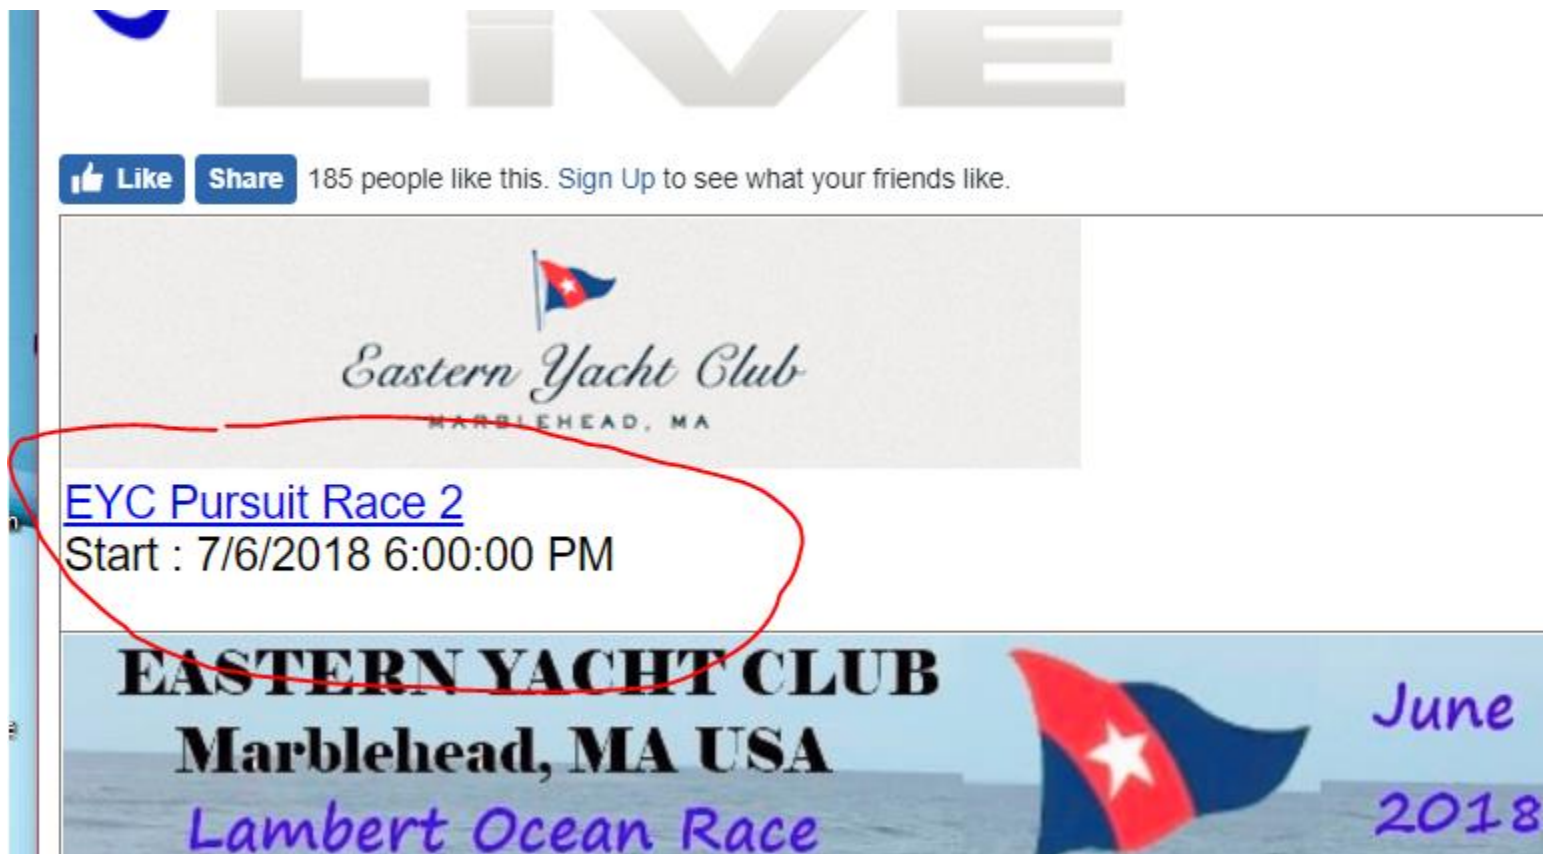 LIVE
Like Share 185 people like this. Sign Up to see what your friends like.
Eastern Yacht Club
MARBLEHEAD, MA
EYC Pursuit Race 2
Start : 7/6/2018 6:00:00 PM
EASTERN YACHT CLUB
Marblehead, MA USA
Lambert Ocean Race
June
2018